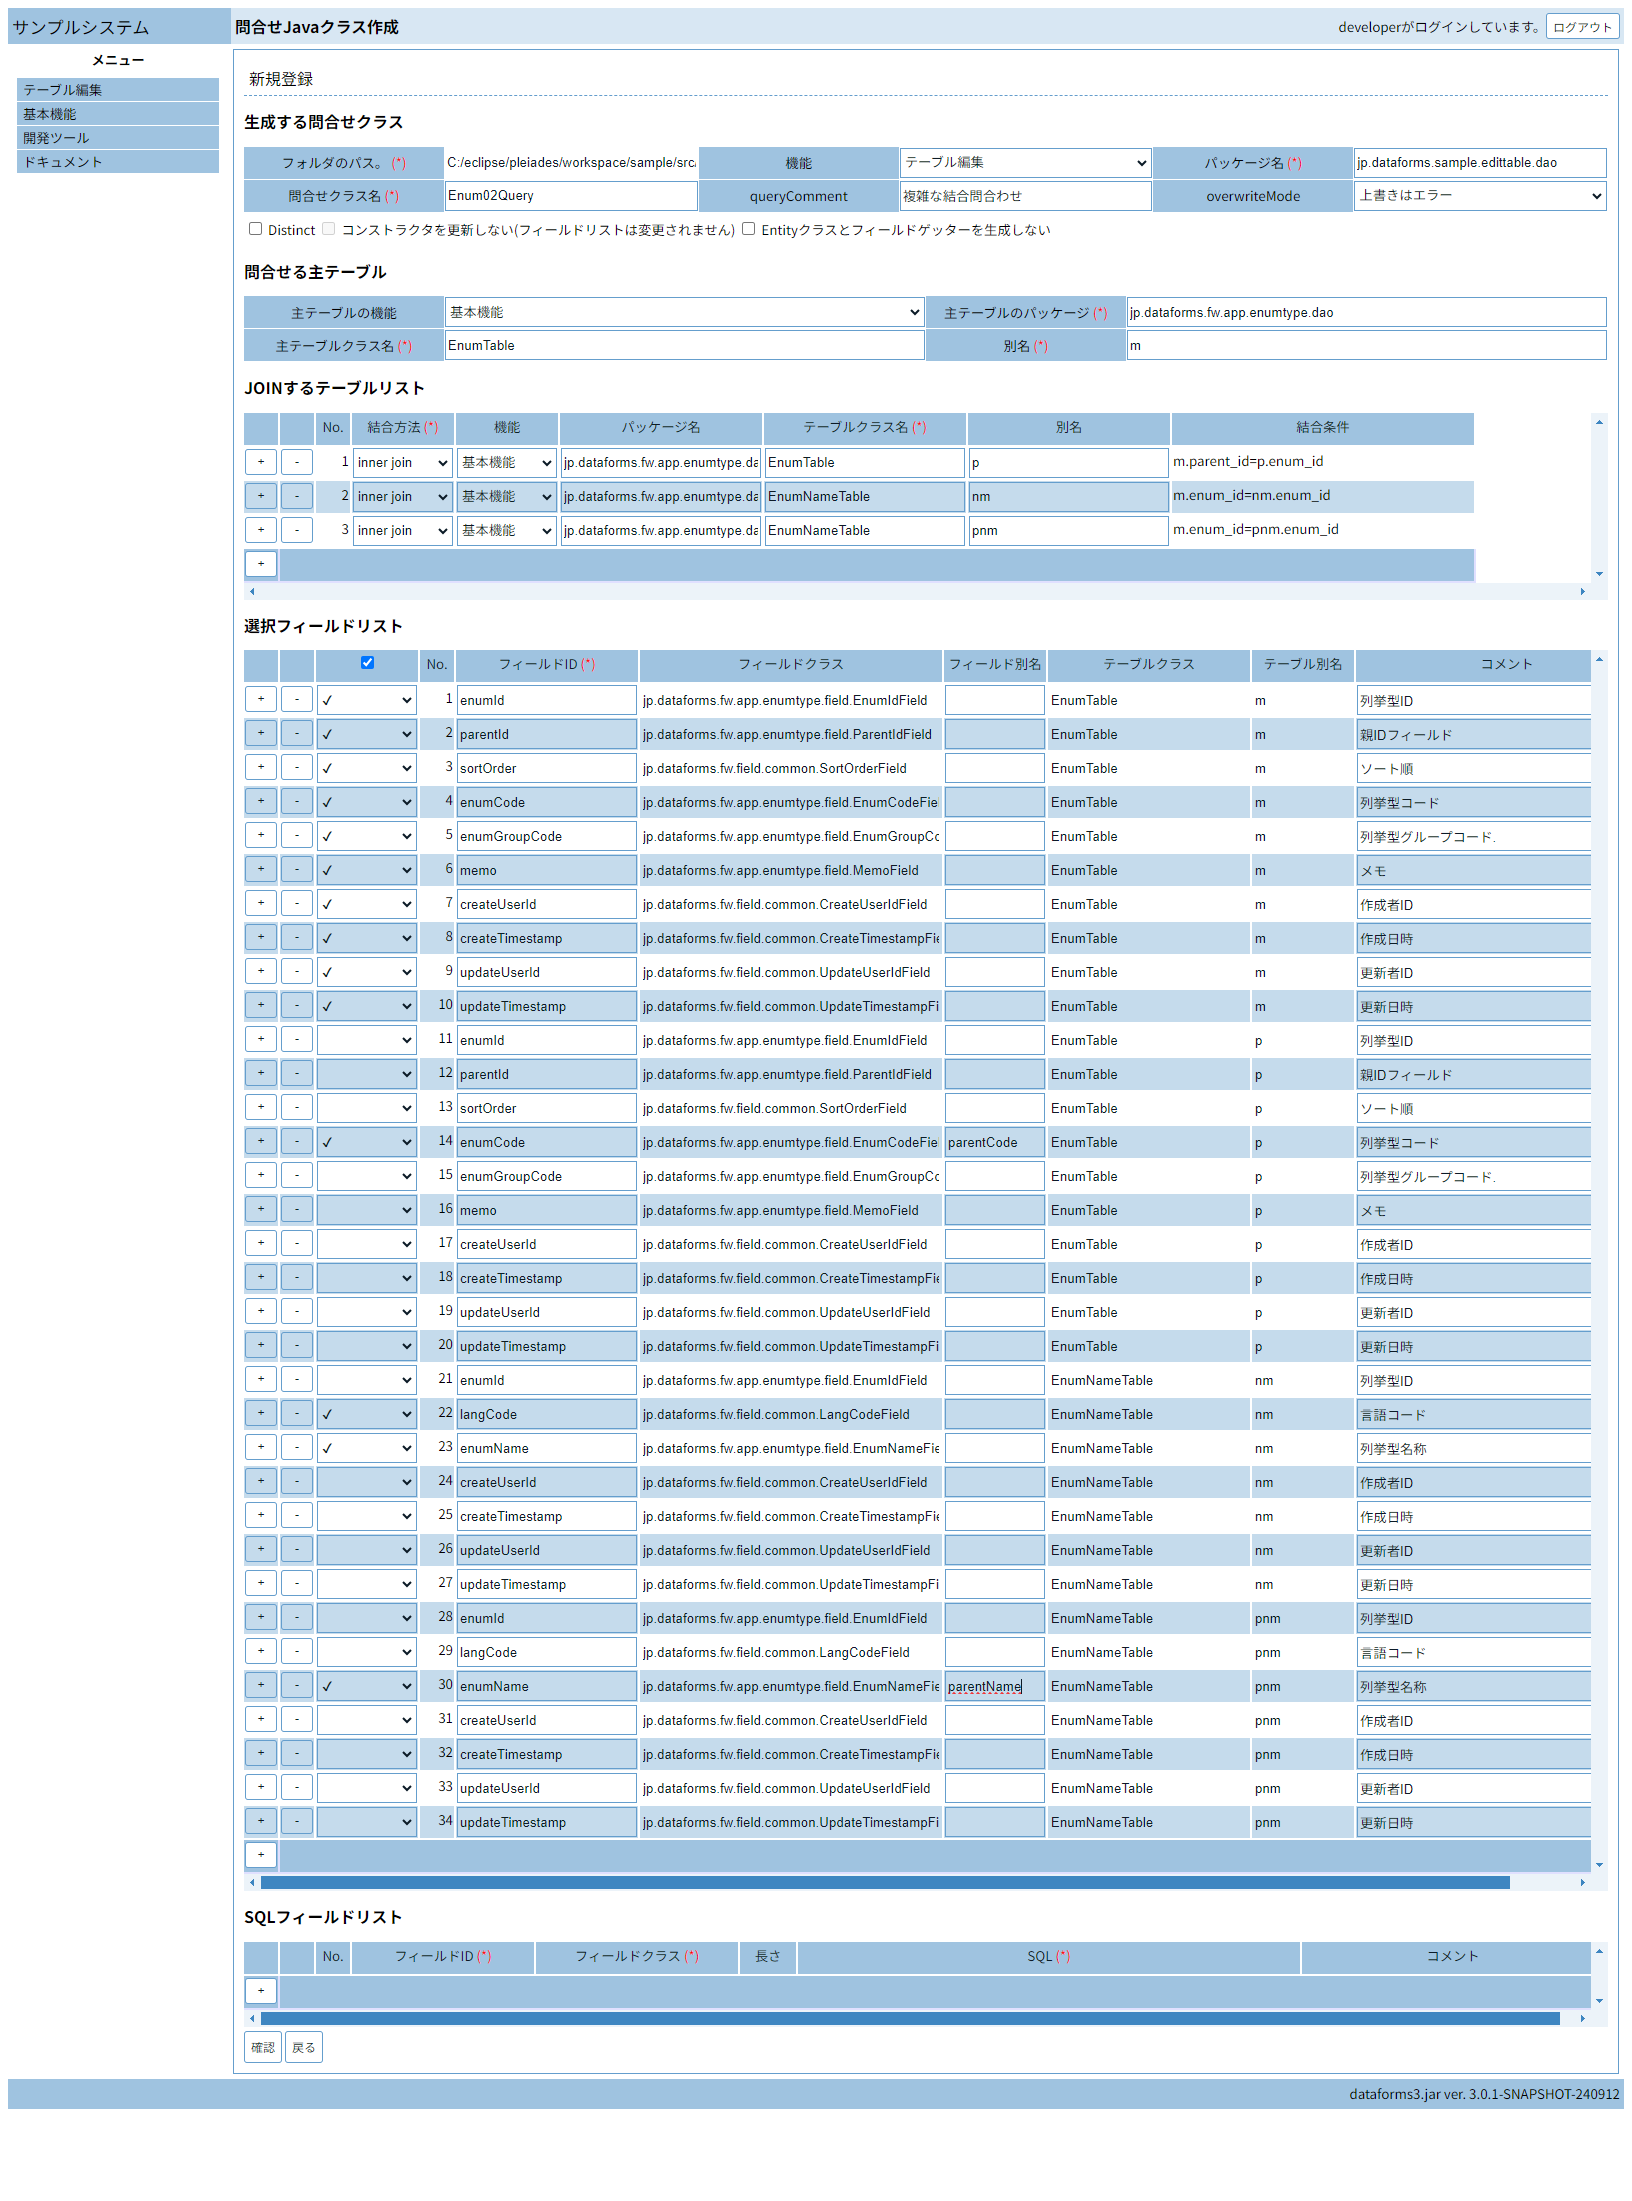 サンプルシステム 問合せJavaクラス作成 developerがログインしています。 ログアウト
メニュー
テーブル編集
基本機能
開発ツール
ドキュメント
新規登録
生成する問合せクラス
フォルダのパス。(*) C:/eclipse/pleiades/workspace/sample/src/ 機能 テーブル編集 パッケージ名(*) jp.dataforms.sample.edittable.dao
問合せクラス名(*) Enum02Query queryComment 複雑な結合問合わせ overwriteMode 上書きはエラー
Distinct コンストラクタを更新しない(フィールドリストは変更されません) Entityクラスとフィールドゲッターを生成しない
問合せる主テーブル
主テーブルの機能 基本機能 主テーブルのパッケージ(*) jp.dataforms.fw.app.enumtype.dao
主テーブルクラス名(*) EnumTable 別名(*) m
JOINするテーブルリスト
No. 結合方法(*) 機能 パッケージ名 テーブルクラス名(*) 別名 結合条件
+ - 1 inner join 基本機能 jp.dataforms.fw.app.enumtype.da EnumTable p m.parent_id=p.enum_id
+ - 2 inner join 基本機能 jp.dataforms.fw.app.enumtype.da EnumNameTable nm m.enum_id=nm.enum_id
+ - 3 inner join 基本機能 jp.dataforms.fw.app.enumtype.da EnumNameTable pnm m.enum_id=pnm.enum_id
+
選択フィールドリスト
No. フィールドID(*) フィールドクラス フィールド別名 テーブルクラス テーブル別名 コメント
+ - ✓ 1 enumId jp.dataforms.fw.app.enumtype.field.EnumIdField EnumTable m 列挙型ID
+ - ✓ 2 parentId jp.dataforms.fw.app.enumtype.field.ParentIdField EnumTable m 親IDフィールド
+ - ✓ 3 sortOrder jp.dataforms.fw.field.common.SortOrderField EnumTable m ソート順
+ - ✓ 4 enumCode jp.dataforms.fw.app.enumtype.field.EnumCodeFiel EnumTable m 列挙型コード
+ - ✓ 5 enumGroupCode jp.dataforms.fw.app.enumtype.field.EnumGroupCo EnumTable m 列挙型グループコード.
+ - ✓ 6 memo jp.dataforms.fw.app.enumtype.field.MemoField EnumTable m メモ
+ - ✓ 7 createUserId jp.dataforms.fw.field.common.CreateUserIdField EnumTable m 作成者ID
+ - ✓ 8 createTimestamp jp.dataforms.fw.field.common.CreateTimestampFie EnumTable m 作成日時
+ - ✓ 9 updateUserId jp.dataforms.fw.field.common.UpdateUserIdField EnumTable m 更新者ID
+ - ✓ 10 updateTimestamp jp.dataforms.fw.field.common.UpdateTimestampFi EnumTable m 更新日時
+ - 11 enumId jp.dataforms.fw.app.enumtype.field.EnumIdField EnumTable p 列挙型ID
+ - 12 parentId jp.dataforms.fw.app.enumtype.field.ParentIdField EnumTable p 親IDフィールド
+ - 13 sortOrder jp.dataforms.fw.field.common.SortOrderField EnumTable p ソート順
+ - ✓ 14 enumCode jp.dataforms.fw.app.enumtype.field.EnumCodeFiel parentCode EnumTable p 列挙型コード
+ - 15 enumGroupCode jp.dataforms.fw.app.enumtype.field.EnumGroupCo EnumTable p 列挙型グループコード.
+ - 16 memo jp.dataforms.fw.app.enumtype.field.MemoField EnumTable p メモ
+ - 17 createUserId jp.dataforms.fw.field.common.CreateUserIdField EnumTable p 作成者ID
+ - 18 createTimestamp jp.dataforms.fw.field.common.CreateTimestampFie EnumTable p 作成日時
+ - 19 updateUserId jp.dataforms.fw.field.common.UpdateUserIdField EnumTable p 更新者ID
+ - 20 updateTimestamp jp.dataforms.fw.field.common.UpdateTimestampFi EnumTable p 更新日時
+ - 21 enumId jp.dataforms.fw.app.enumtype.field.EnumIdField EnumNameTable nm 列挙型ID
+ - ✓ 22 langCode jp.dataforms.fw.field.common.LangCodeField EnumNameTable nm 言語コード
+ - ✓ 23 enumName jp.dataforms.fw.app.enumtype.field.EnumNameFie EnumNameTable nm 列挙型名称
+ - 24 createUserId jp.dataforms.fw.field.common.CreateUserIdField EnumNameTable nm 作成者ID
+ - 25 createTimestamp jp.dataforms.fw.field.common.CreateTimestampFie EnumNameTable nm 作成日時
+ - 26 updateUserId jp.dataforms.fw.field.common.UpdateUserIdField EnumNameTable nm 更新者ID
+ - 27 updateTimestamp jp.dataforms.fw.field.common.UpdateTimestampFi EnumNameTable nm 更新日時
+ - 28 enumId jp.dataforms.fw.app.enumtype.field.EnumIdField EnumNameTable pnm 列挙型ID
+ - 29 langCode jp.dataforms.fw.field.common.LangCodeField EnumNameTable pnm 言語コード
+ - ✓ 30 enumName jp.dataforms.fw.app.enumtype.field.EnumNameFie parentName EnumNameTable pnm 列挙型名称
+ - 31 createUserId jp.dataforms.fw.field.common.CreateUserIdField EnumNameTable pnm 作成者ID
+ - 32 createTimestamp jp.dataforms.fw.field.common.CreateTimestampFie EnumNameTable pnm 作成日時
+ - 33 updateUserId jp.dataforms.fw.field.common.UpdateUserIdField EnumNameTable pnm 更新者ID
+ - 34 updateTimestamp jp.dataforms.fw.field.common.UpdateTimestampFi EnumNameTable pnm 更新日時
+
SQLフィールドリスト
No. フィールドID(*) フィールドクラス(*) 長さ SQL(*) コメント
+
確認 戻る
dataforms3.jar ver. 3.0.1-SNAPSHOT-240912